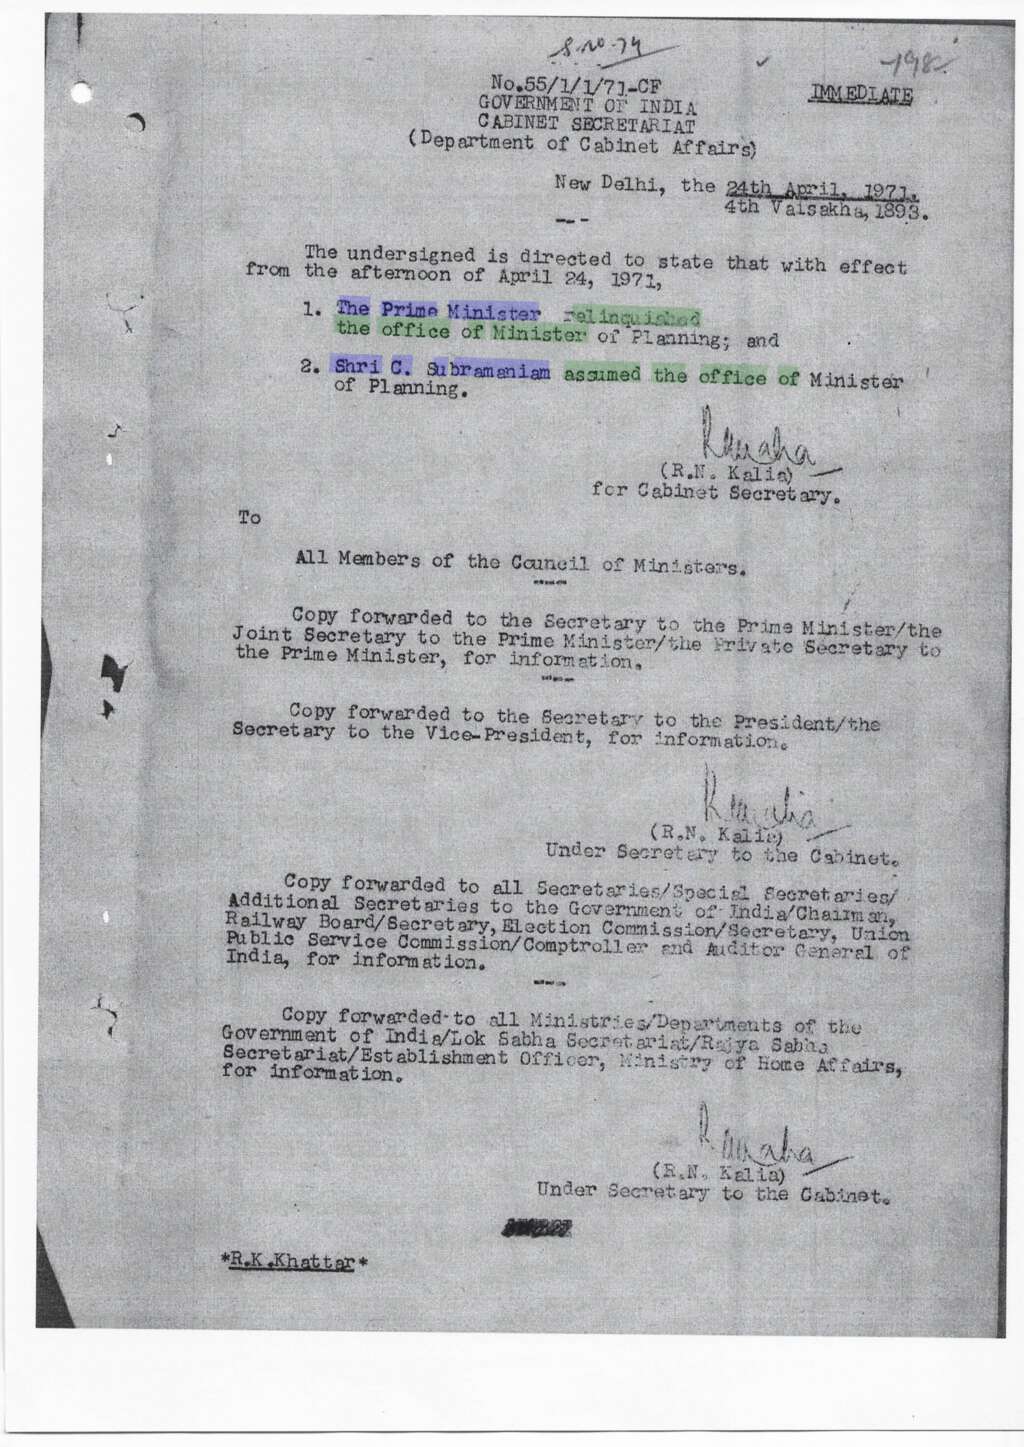 S.No.74
198
No.55/1/1/71-CF
IMMEDIATE
GOVERNMENT OF INDIA
CABINET SECRETARIAT
(Department of Cabinet Affairs)
New Delhi, the 24th April, 1971.
4th Vaisakha, 1893.
The undersigned is directed to state that with effect
from the afternoon of April 24, 1971,
1. The Prime Minister relinquished
the office of Minister of Planning; and
2. Shri C. Subramaniam assumed the office of Minister
of Planning.
(R.N. Kalia)
for Cabinet Secretary.
To
All Members of the Council of Ministers.
Copy forwarded to the Secretary to the Prime Minister/the
Joint Secretary to the Prime Minister/the Private Secretary to
the Prime Minister, for information.
Copy forwarded to the Secretary to the President/the
Secretary to the Vice-President, for information.
(R.N. Kalia)
Under Secretary to the Cabinet.
Copy forwarded to all Secretaries/Special Secretaries/
Additional Secretaries to the Government of India/Chairman,
Railway Board/Secretary, Election Commission/Secretary, Union
Public Service Commission/Comptroller and Auditor General of
India, for information.
Copy forwarded to all Ministries/Departments of the
Government of India/Lok Sabha Secretariat/Rajya Sabha
Secretariat/Establishment Officer, Ministry of Home Affairs,
for information.
(R.N. Kalia)
Under Secretary to the Cabinet.
*R.K.Khattar*